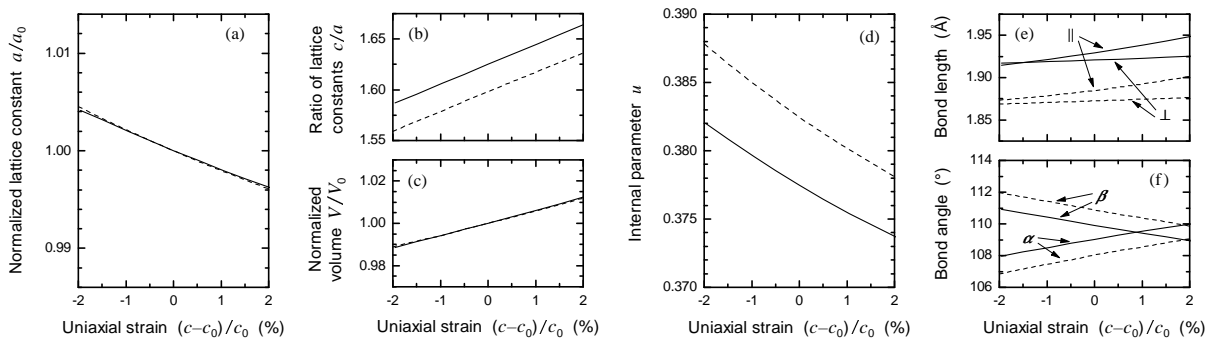 Normalized lattice constant a/a₀
1.01
1.00
0.99
(a)
-2 -1 0 1 2
Uniaxial strain (c–c₀)/c₀ (%)
Ratio of lattice
constants c/a
1.65
1.60
1.55
(b)
Normalized
volume V/V₀
1.02
1.00
0.98
(c)
-2 -1 0 1 2
Uniaxial strain (c–c₀)/c₀ (%)
Internal parameter u
0.390
0.385
0.380
0.375
0.370
(d)
-2 -1 0 1 2
Uniaxial strain (c–c₀)/c₀ (%)
Bond length (Å)
1.95
1.90
1.85
(e)
∥
⊥
Bond angle (°)
114
112
110
108
106
(f)
β
α
-2 -1 0 1 2
Uniaxial strain (c–c₀)/c₀ (%)